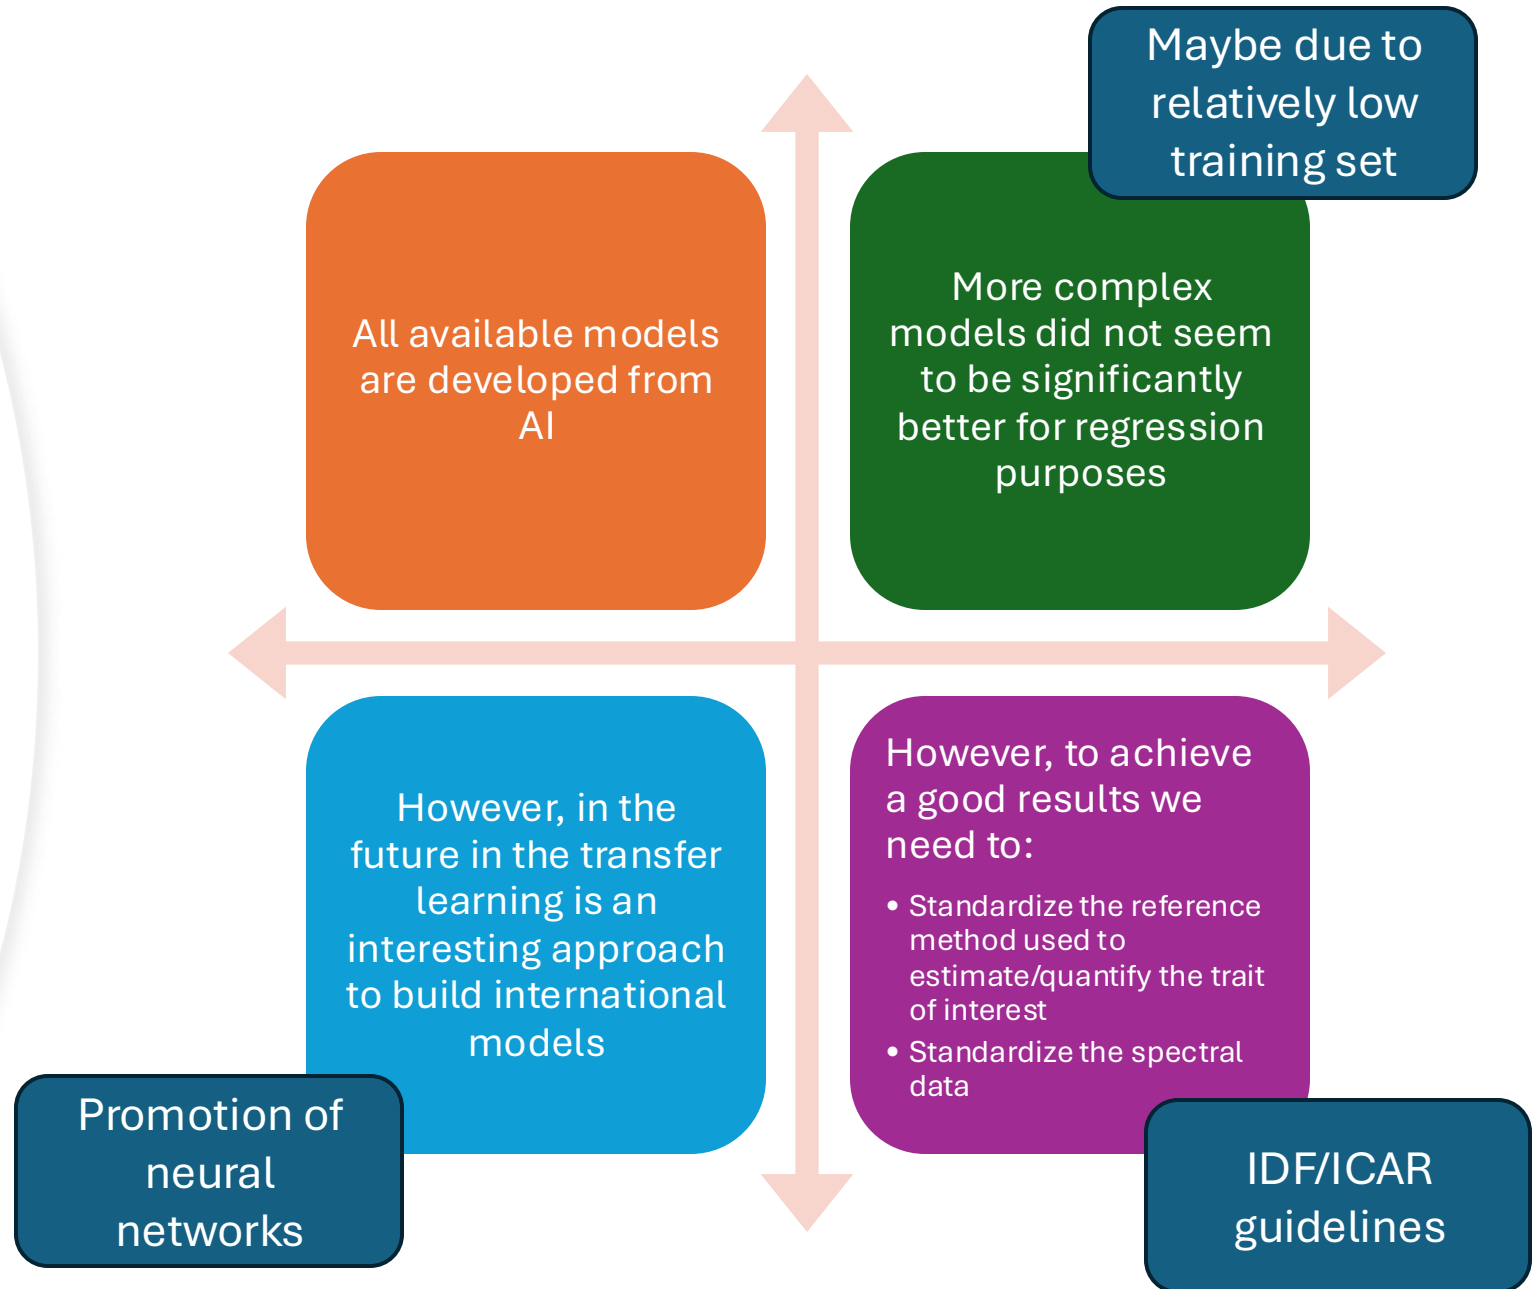 Maybe due to
relatively low
training set
All available models
are developed from
AI
More complex
models did not seem
to be significantly
better for regression
purposes
However, in the
future in the transfer
learning is an
interesting approach
to build international
models
Promotion of
neural
networks
However, to achieve
a good results we
need to:
• Standardize the reference
method used to
estimate/quantify the trait
of interest
• Standardize the spectral
data
IDF/ICAR
guidelines